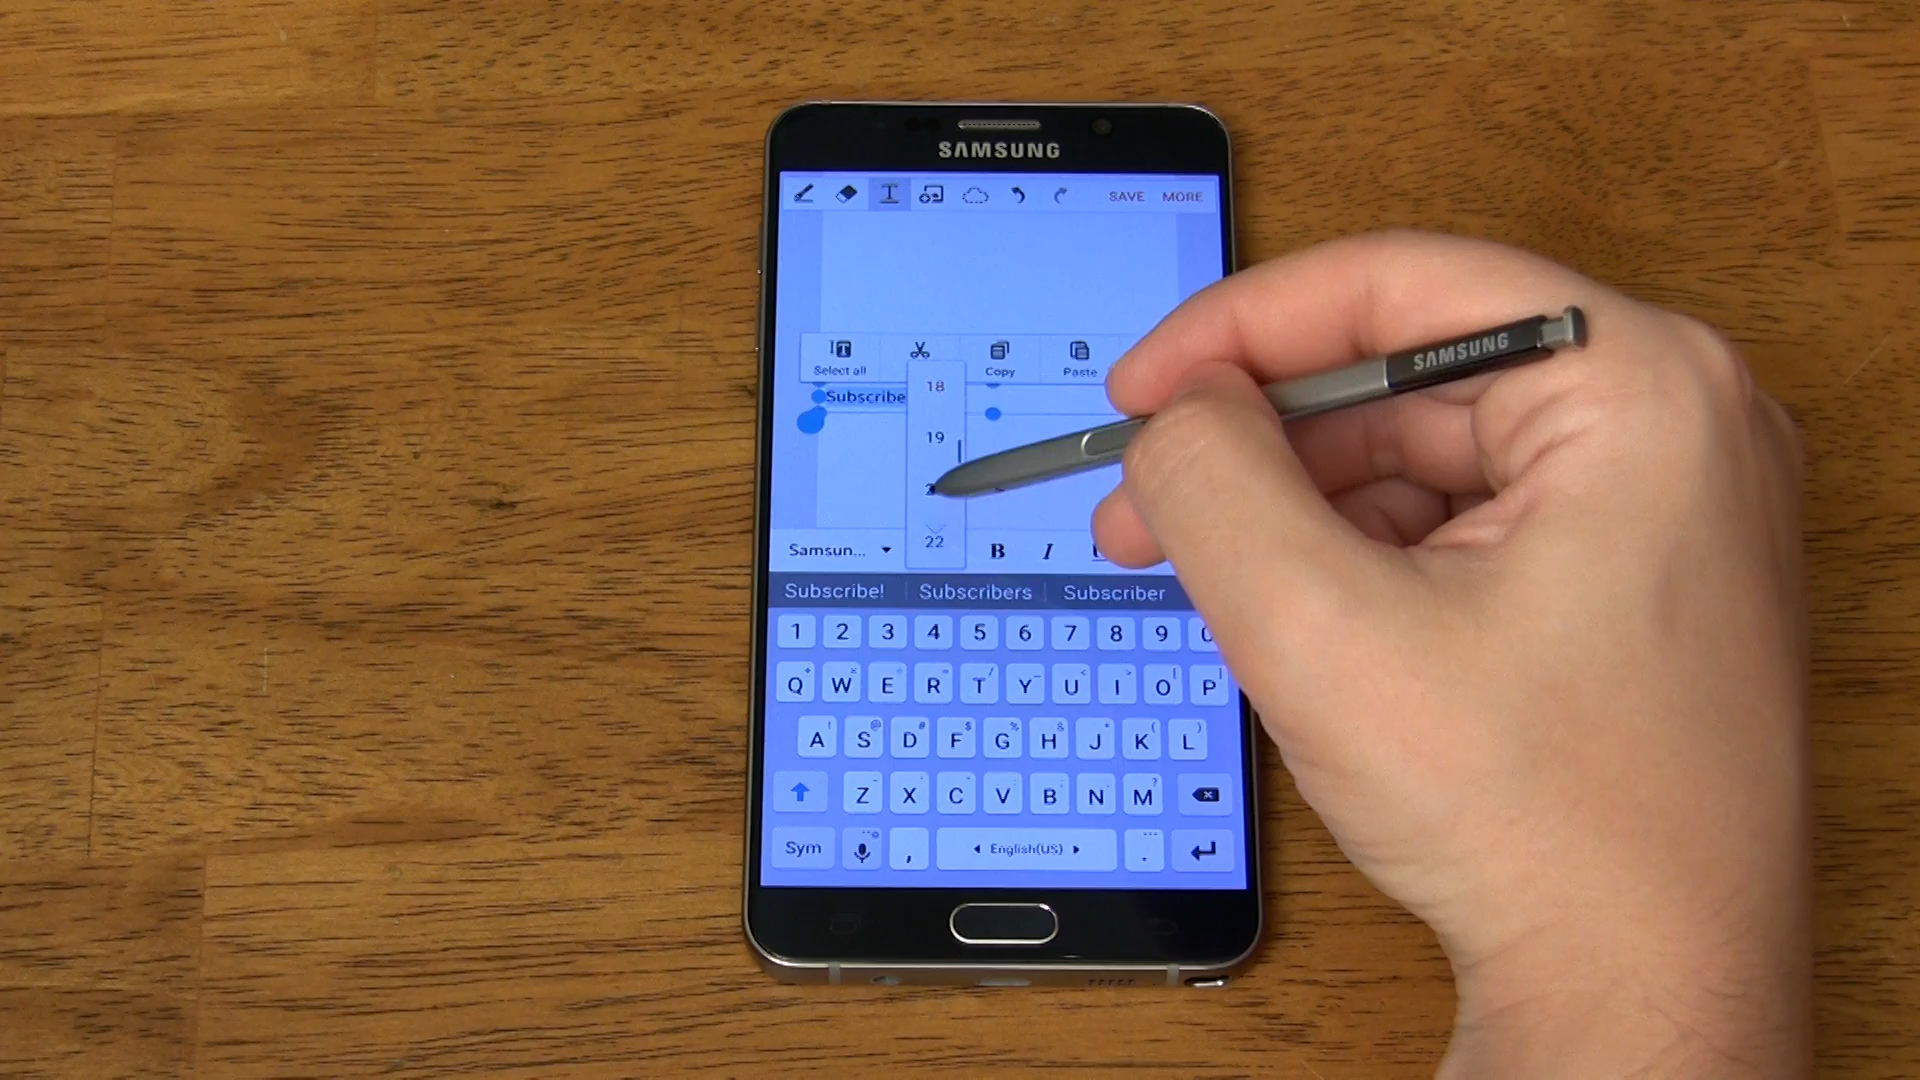 SAMSUNG
SAVE MORE
Select all Copy Paste
Subscribe
18
19
22
Samsun... B I
Subscribe! Subscribers Subscriber
1 2 3 4 5 6 7 8 9 0
Q W E R T Y U I O P
A S D F G H J K L
Z X C V B N M
Sym , English(US) .
SAMSUNG